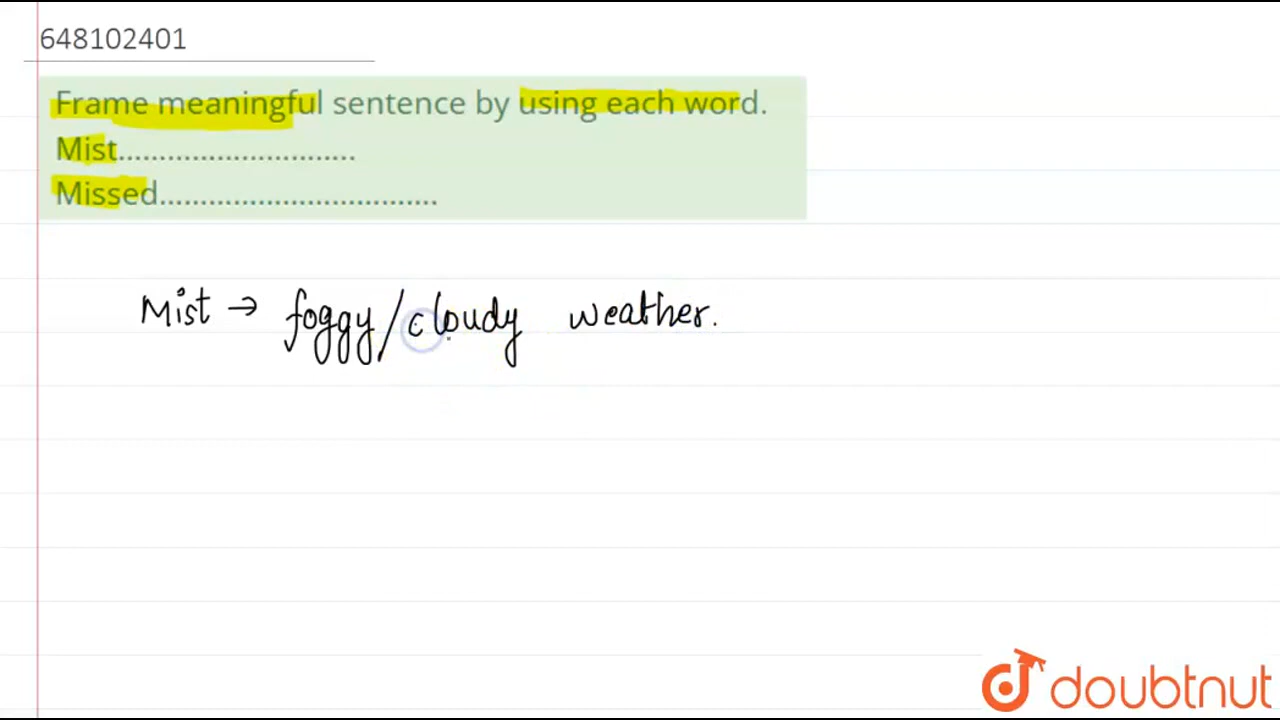 648102401
Frame meaningful sentence by using each word.
Mist.............................
Missed..................................
Mist → foggy/cloudy weather.
doubtnut